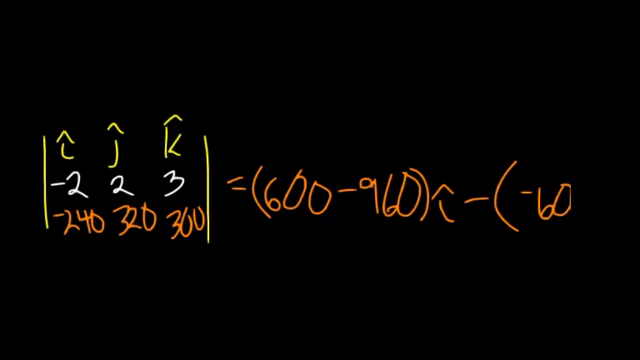 | î ĵ k̂ |
| -2 2 3 | = (600 - 960) î - ( -60
| -240 320 300 |